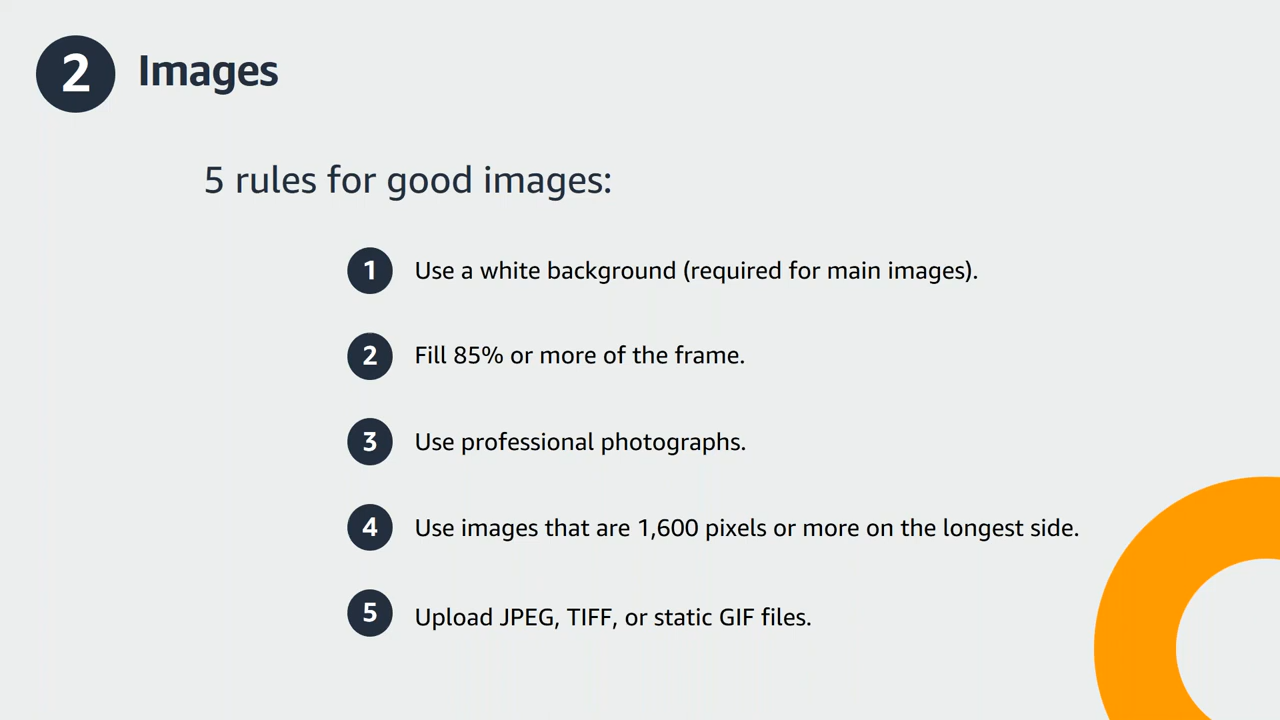 2 Images
5 rules for good images:
1 Use a white background (required for main images).
2 Fill 85% or more of the frame.
3 Use professional photographs.
4 Use images that are 1,600 pixels or more on the longest side.
5 Upload JPEG, TIFF, or static GIF files.